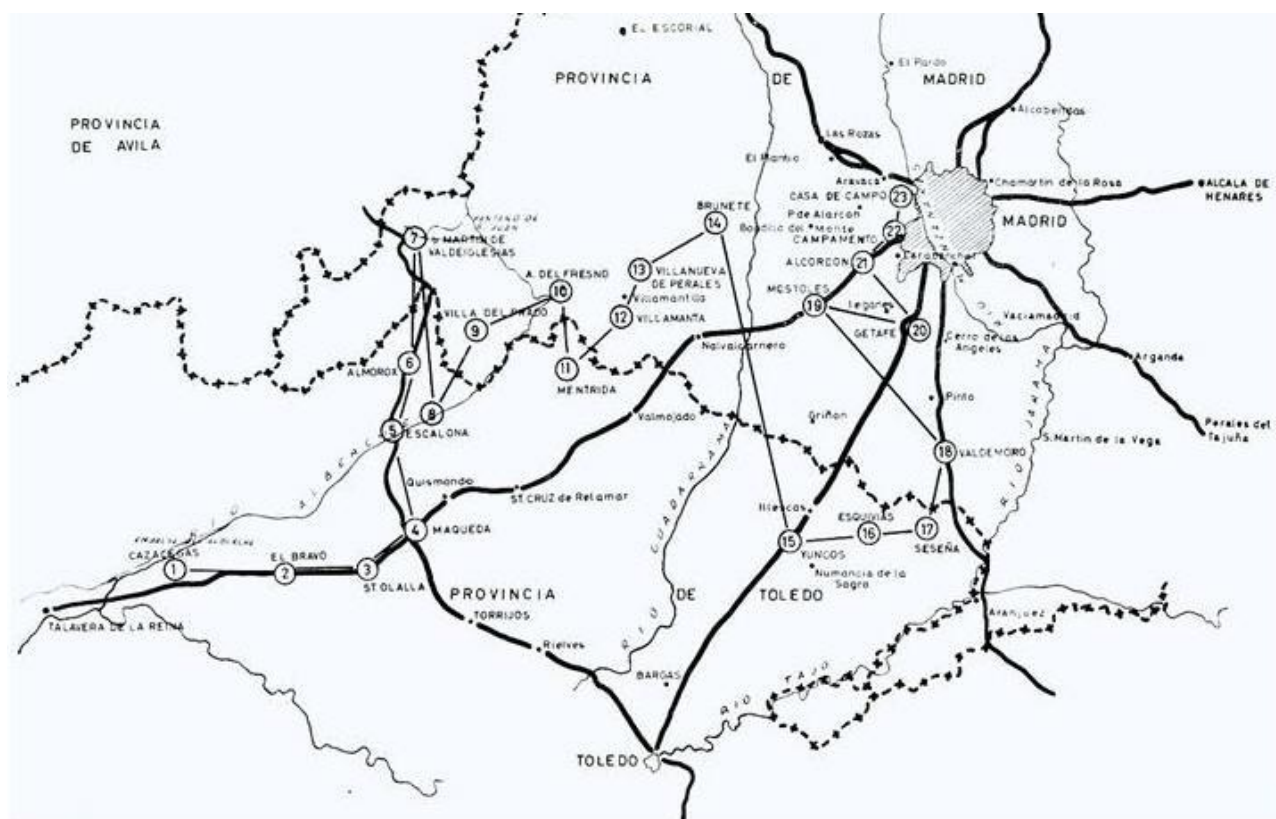 EL ESCORIAL
PROVINCIA DE MADRID
El Pardo
PROVINCIA
DE AVILA
Alcobendas
Las Rozas
El Plantio
Aravaca
Chamartin de la Rosa
ALCALA DE
HENARES
CASA DE CAMPO
23
BRUNETE
14
P. de Alarcon
MADRID
Boadilla del Monte
22
CAMPAMENTO
7
S. MARTIN DE
VALDEIGLESIAS
PANTANO DE
S. JUAN
ALCORCON
21
Carabanchel
13
VILLANUEVA
DE PERALES
A. DEL FRESNO
10
Villamantilla
MOSTOLES
19
Leganes
VILLA DEL PRADO
9
12
VILLAMANTA
GETAFE
20
Vaciamadrid
Cerro de los
Angeles
Navalcarnero
6
ALMOROX
11
MENTRIDA
Arganda
Pinto
8
Valmojado
Griñon
Perales del
Tajuña
5
ESCALONA
RIO JARAMA
S. Martin de la Vega
18
VALDEMORO
RIO ALBERCHE
Quismondo
ST. CRUZ de Retamar
RIO GUADARRAMA
Illescas
ESQUIVIAS
4
MAQUEDA
15
YUNCOS
16
17
SESEÑA
CAZALEGAS
1
EL BRAVO
2
3
ST. OLALLA
Numancia de la
Sagra
PROVINCIA DE TOLEDO
TALAVERA DE LA REINA
TORRIJOS
Aranjuez
Rielves
BARGAS
RIO TAJO
TOLEDO